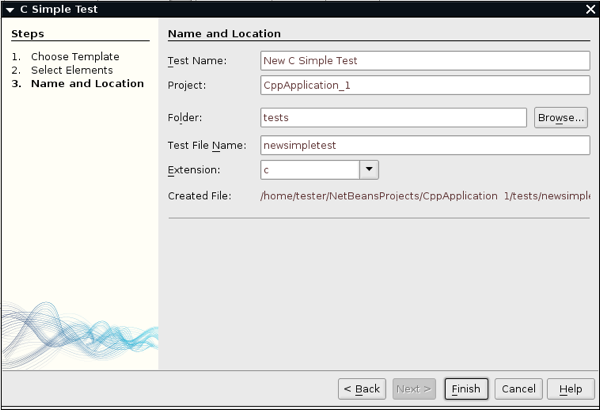 C Simple Test
Steps
1. Choose Template
2. Select Elements
3. Name and Location
Name and Location
Test Name: New C Simple Test
Project: CppApplication_1
Folder: tests Browse...
Test File Name: newsimpletest
Extension: c
Created File: /home/tester/NetBeansProjects/CppApplication 1/tests/newsimple
< Back Next > Finish Cancel Help